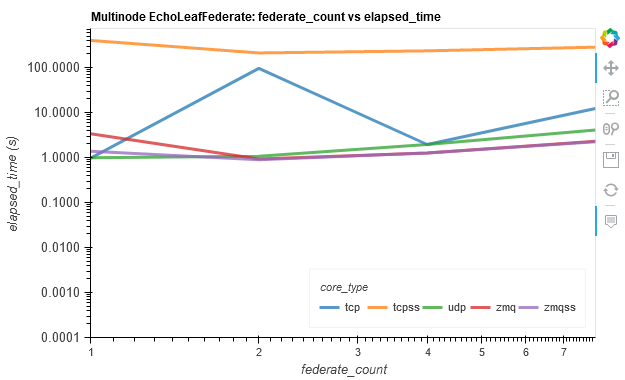 Multinode EchoLeafFederate: federate_count vs elapsed_time
100.0000
10.0000
1.0000
0.1000
0.0100
0.0010
0.0001
elapsed_time (s)
core_type
tcp tcpss udp zmq zmqss
1 2 3 4 5 6 7
federate_count